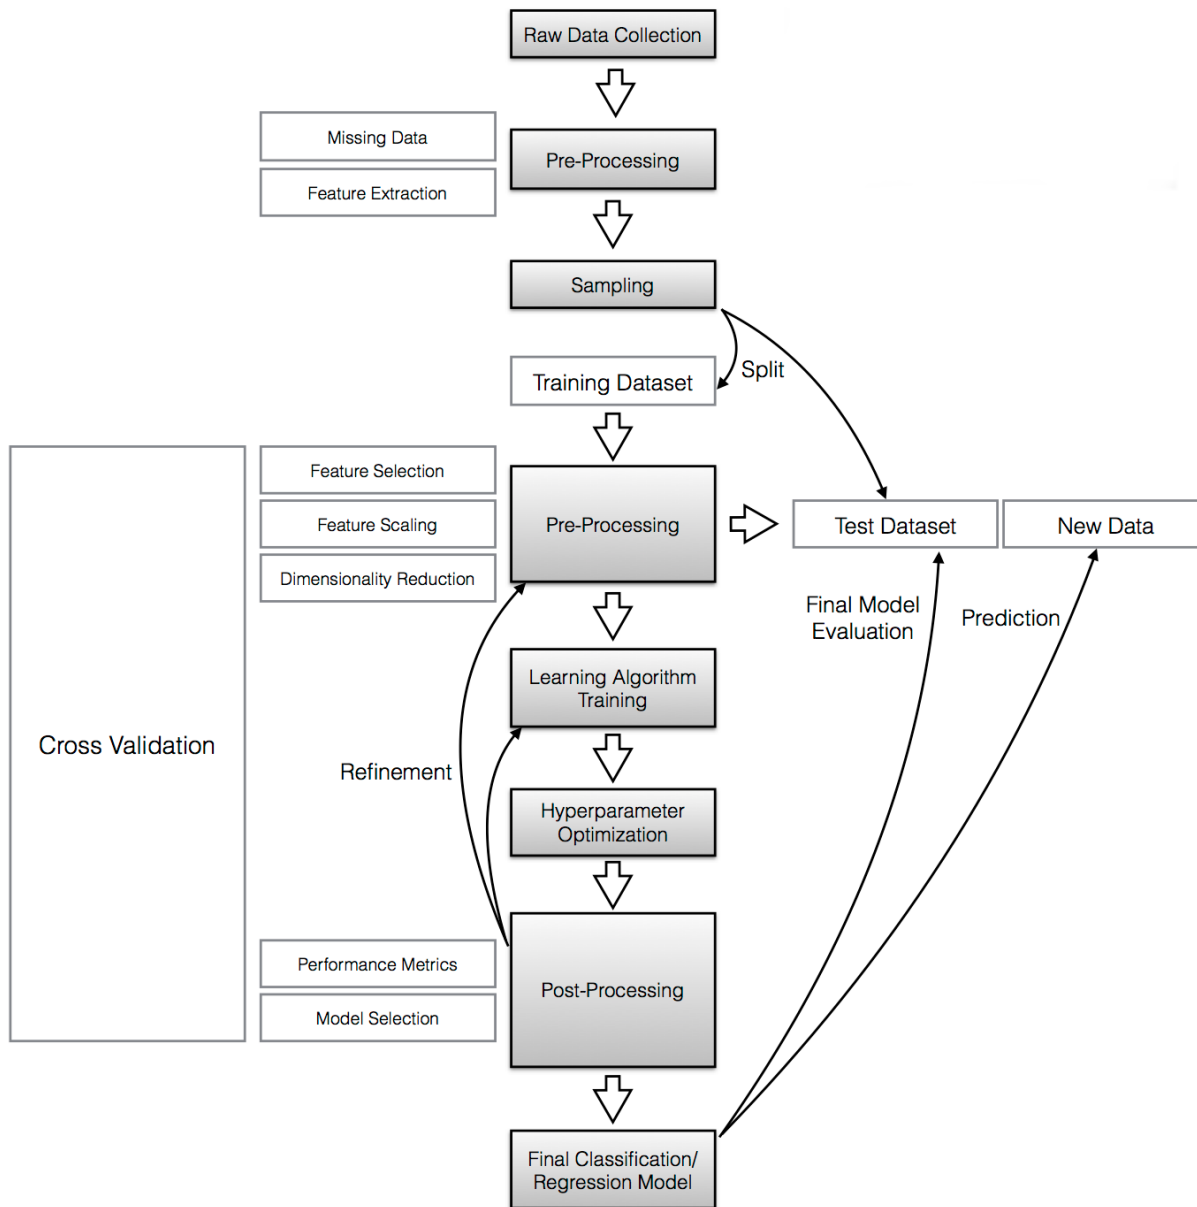 Raw Data Collection
Missing Data
Pre-Processing
Feature Extraction
Sampling
Split
Training Dataset
Feature Selection
Feature Scaling
Pre-Processing
Test Dataset
New Data
Dimensionality Reduction
Final Model
Evaluation
Prediction
Learning Algorithm
Training
Cross Validation
Refinement
Hyperparameter
Optimization
Performance Metrics
Post-Processing
Model Selection
Final Classification/
Regression Model